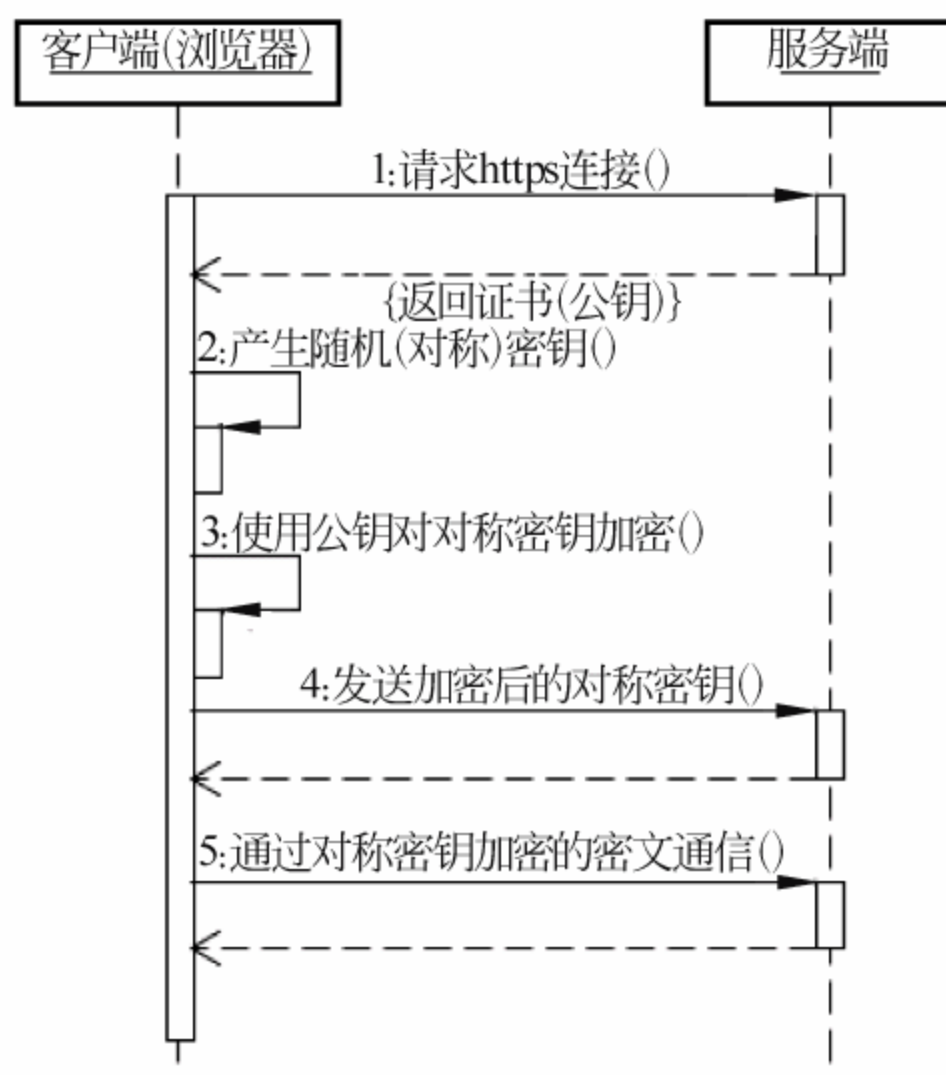 客户端(浏览器)
服务端
1:请求https连接()
{返回证书(公钥)}
2:产生随机(对称)密钥()
3:使用公钥对对称密钥加密()
4:发送加密后的对称密钥()
5:通过对称密钥加密的密文通信()